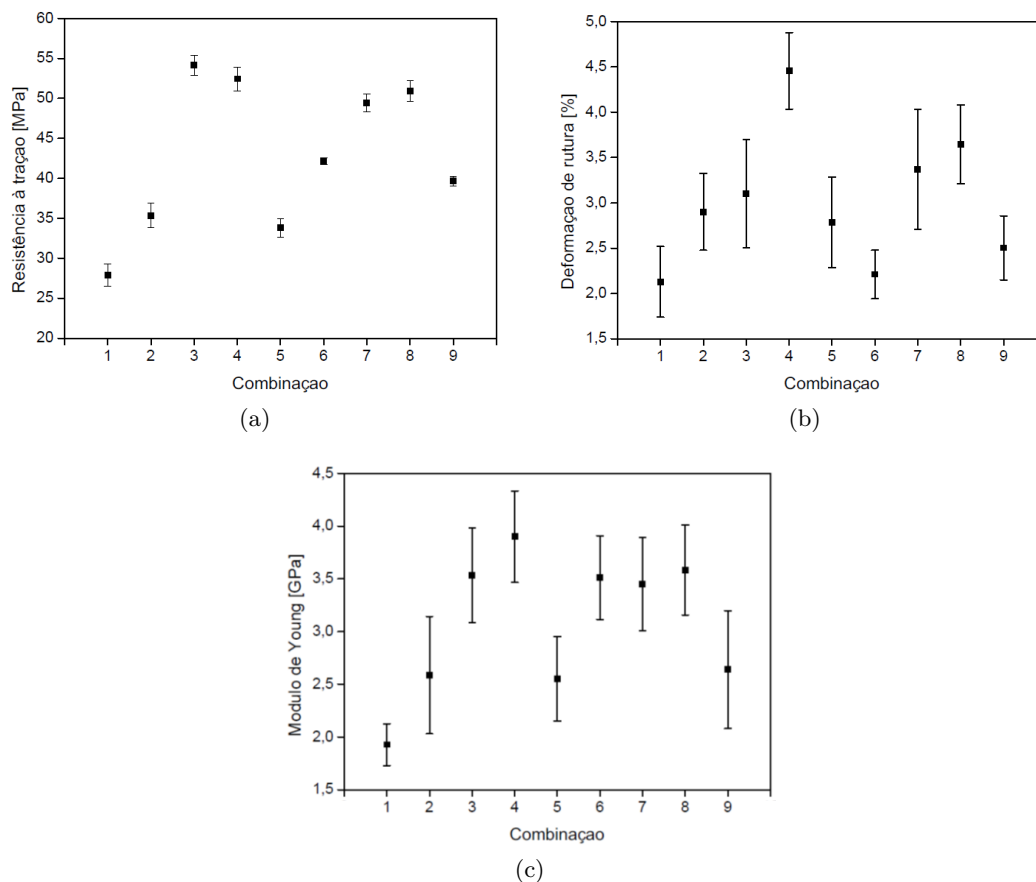 60
55
50
45
40
35
30
25
20
Resistência à traçao [MPa]
1 2 3 4 5 6 7 8 9
Combinaçao
(a)
5,0
4,5
4,0
3,5
3,0
2,5
2,0
1,5
Deformaçao de rutura [%]
1 2 3 4 5 6 7 8 9
Combinaçao
(b)
4,5
4,0
3,5
3,0
2,5
2,0
1,5
Modulo de Young [GPa]
1 2 3 4 5 6 7 8 9
Combinaçao
(c)